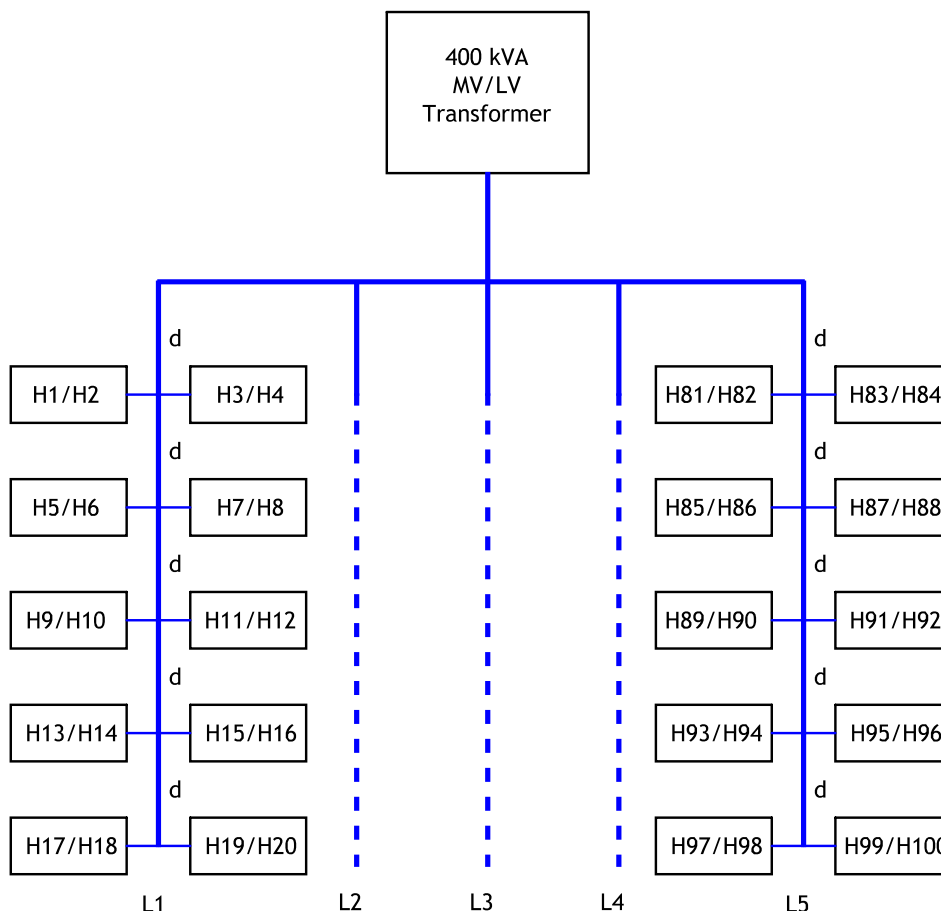 400 kVA
MV/LV
Transformer
d d
H1/H2 H3/H4 H81/H82 H83/H84
d d
H5/H6 H7/H8 H85/H86 H87/H88
d d
H9/H10 H11/H12 H89/H90 H91/H92
d d
H13/H14 H15/H16 H93/H94 H95/H96
d d
H17/H18 H19/H20 H97/H98 H99/H100
L1 L2 L3 L4 L5